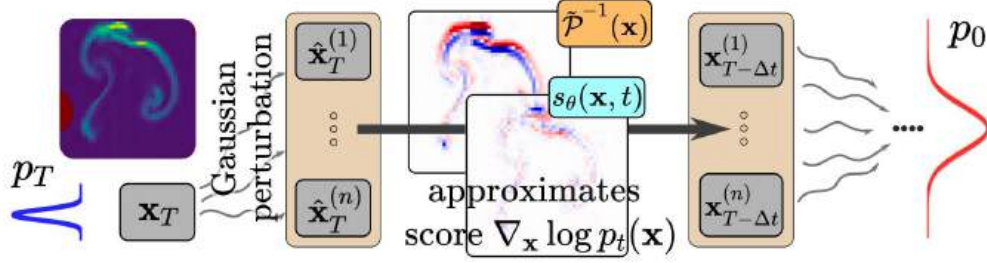 p_T
x_T
Gaussian
perturbation
x̂_T^{(1)}
x̂_T^{(n)}
𝒫̃^{-1}(x)
s_θ(x, t)
approximates
score ∇_x log p_t(x)
x_{T-Δt}^{(1)}
x_{T-Δt}^{(n)}
p_0